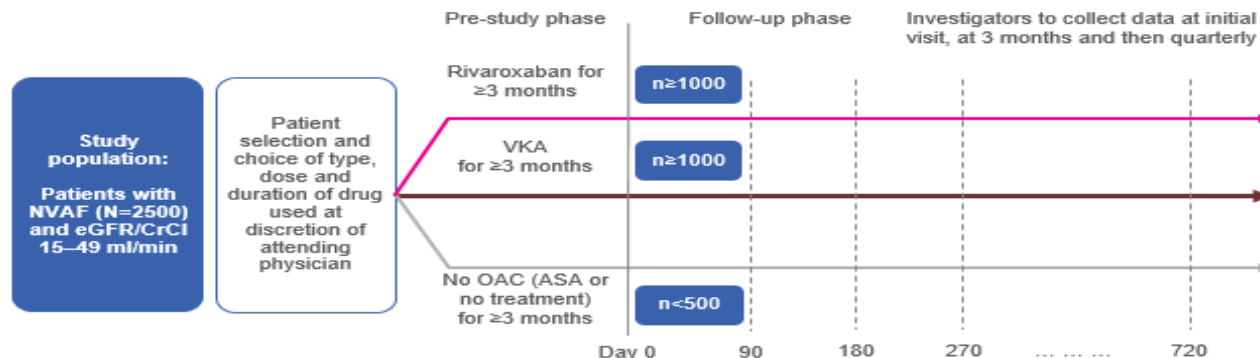 Pre-study phase
Follow-up phase
Investigators to collect data at initial
visit, at 3 months and then quarterly
Study
population:
Patients with
NVAF (N=2500)
and eGFR/CrCl
15–49 ml/min
Patient
selection and
choice of type,
dose and
duration of drug
used at
discretion of
attending
physician
Rivaroxaban for
≥3 months
n≥1000
VKA
for ≥3 months
n≥1000
No OAC (ASA or
no treatment)
for ≥3 months
n<500
Day 0
90
180
270
... ... ...
720